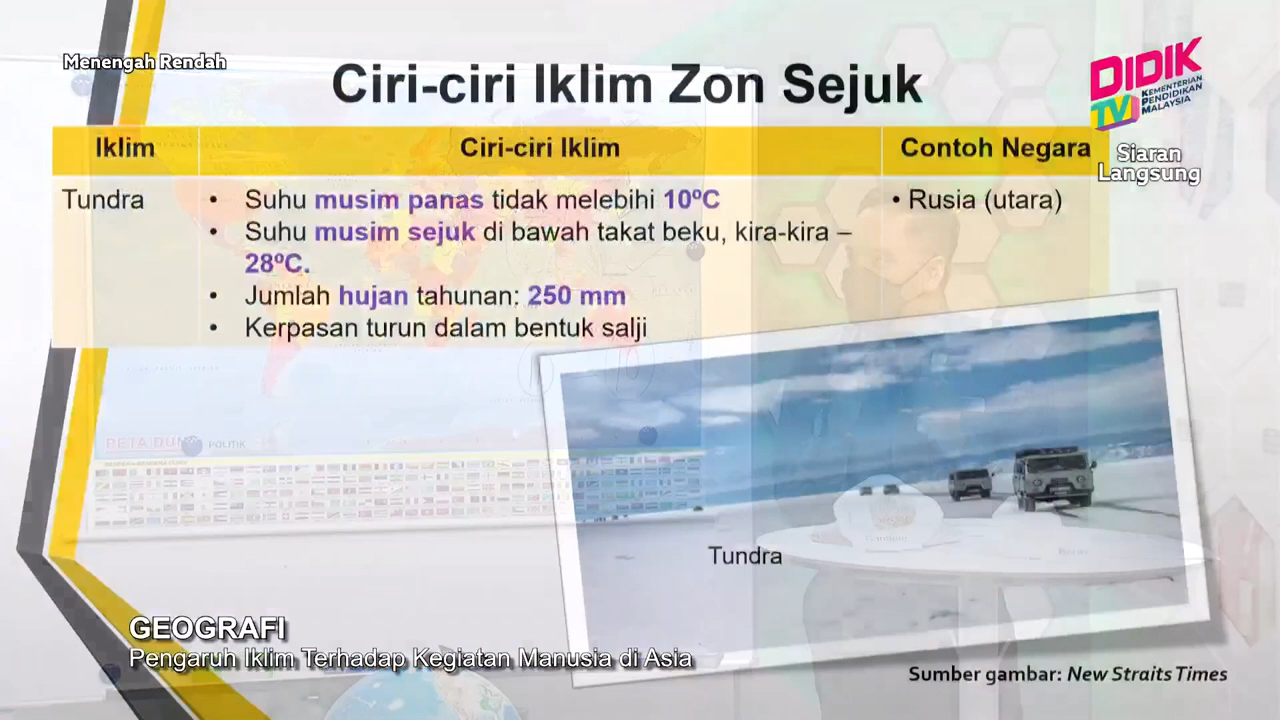 Menengah Rendah
Ciri-ciri Iklim Zon Sejuk
DIDIK
TV
KEMENTERIAN
PENDIDIKAN
MALAYSIA
Siaran
Langsung
Iklim
Ciri-ciri Iklim
Contoh Negara
Tundra
• Suhu musim panas tidak melebihi 10ºC
• Suhu musim sejuk di bawah takat beku, kira-kira –
28ºC.
• Jumlah hujan tahunan: 250 mm
• Kerpasan turun dalam bentuk salji
• Rusia (utara)
PETA DUNIA
POLITIK
Tundra
GEOGRAFI
Pengaruh Iklim Terhadap Kegiatan Manusia di Asia
Sumber gambar: New Straits Times